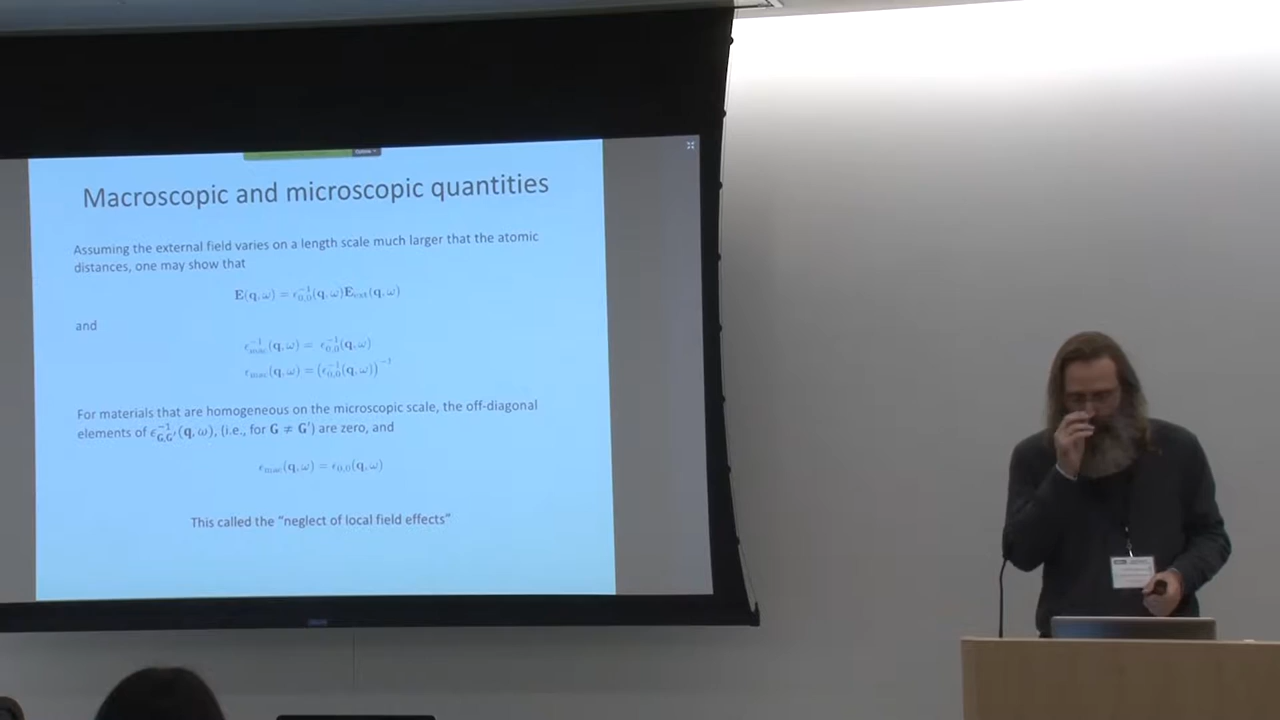 Macroscopic and microscopic quantities
Assuming the external field varies on a length scale much larger that the atomic
distances, one may show that
E(q, ω) = ϵ⁻¹₀,₀(q, ω)Eₑₓₜ(q, ω)
and
ϵ⁻¹mac(q, ω) = ϵ⁻¹₀,₀(q, ω)
ϵmac(q, ω) = (ϵ⁻¹₀,₀(q, ω))⁻¹
For materials that are homogeneous on the microscopic scale, the off-diagonal
elements of ϵ⁻¹G,G′(q, ω), (i.e., for G ≠ G′) are zero, and
ϵmac(q, ω) = ϵ₀,₀(q, ω)
This called the “neglect of local field effects”